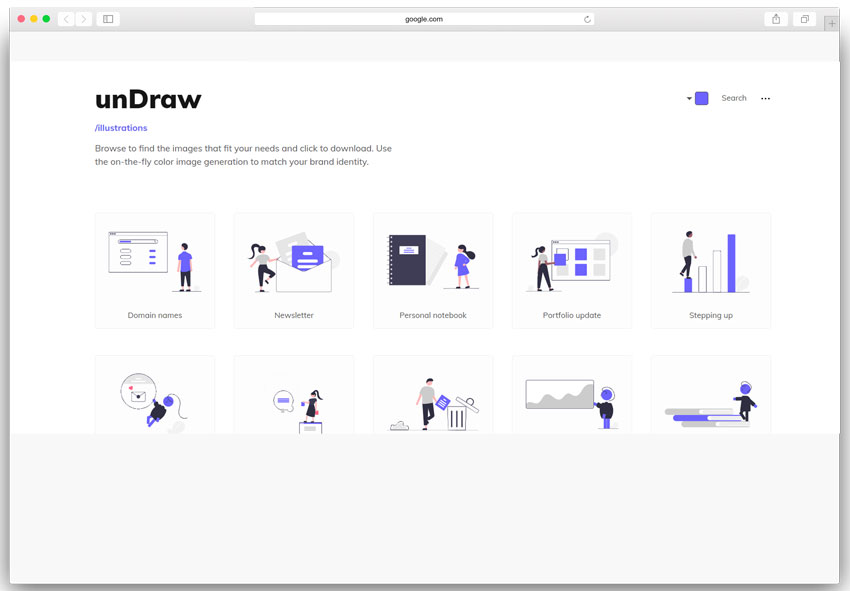 google.com
unDraw
Search
/illustrations
Browse to find the images that fit your needs and click to download. Use
the on-the-fly color image generation to match your brand identity.
Domain names
Newsletter
Personal notebook
Portfolio update
Stepping up